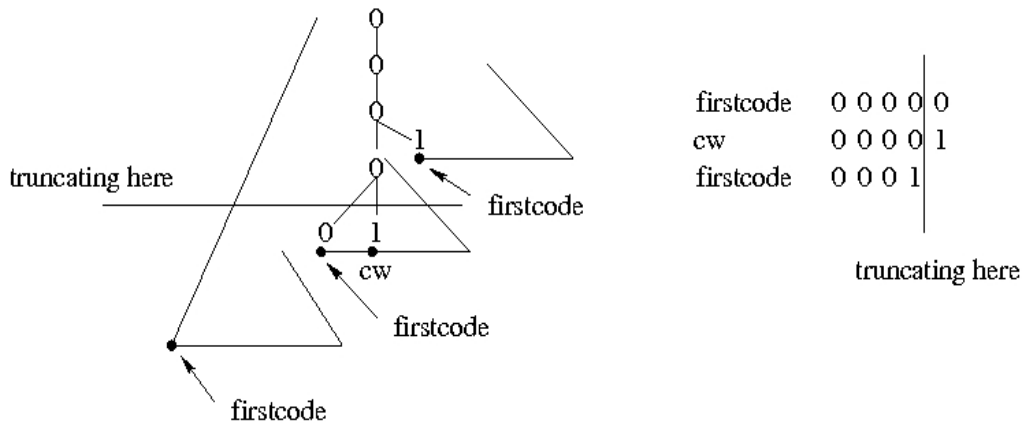 0
0
0
1
0
truncating here
firstcode
0 1
cw
firstcode
firstcode
firstcode 0 0 0 0 0
cw 0 0 0 0 1
firstcode 0 0 0 1
truncating here